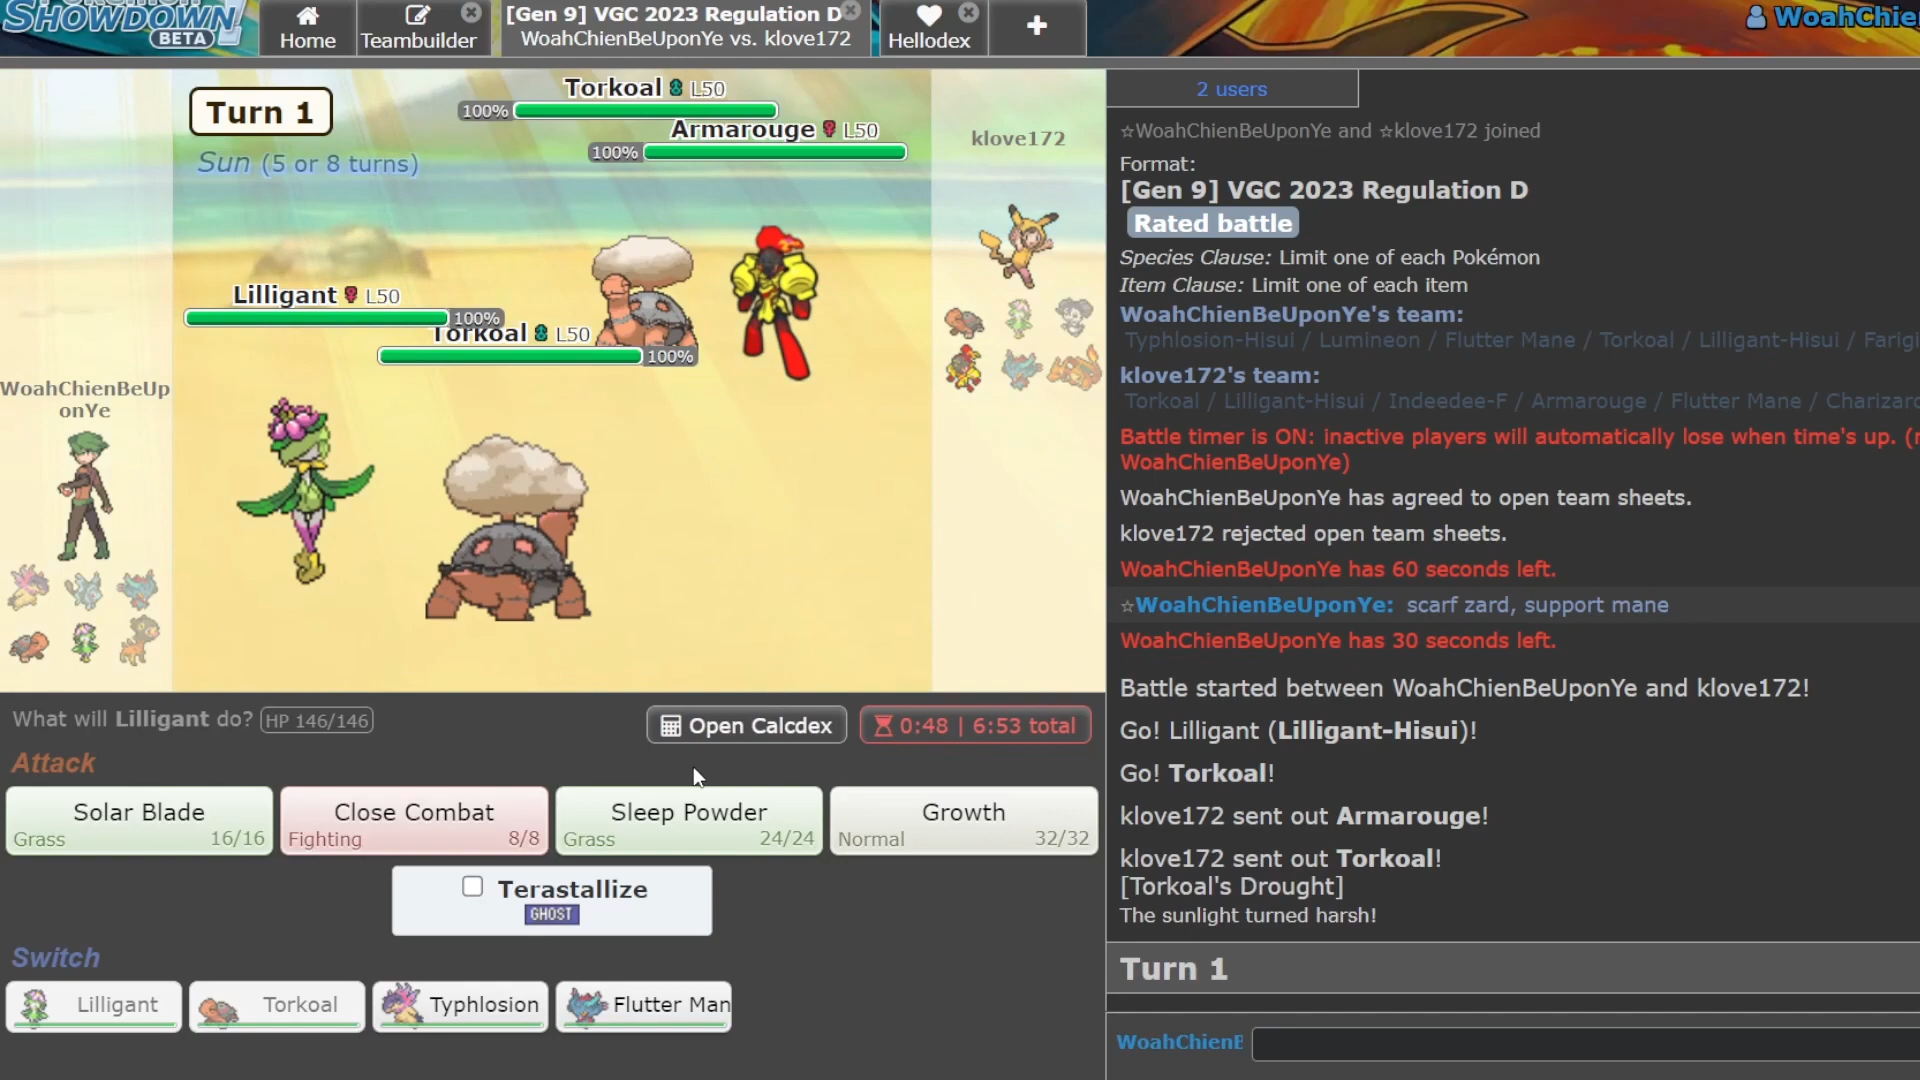 SHOWDOWN
BETA
Home
Teambuilder
[Gen 9] VGC 2023 Regulation D
WoahChienBeUponYe vs. klove172
Hellodex
WoahChie
Turn 1
Sun (5 or 8 turns)
Torkoal L50
100%
Armarouge L50
100%
klove172
Lilligant L50
100%
Torkoal L50
100%
WoahChienBeUp
onYe
What will Lilligant do? HP 146/146
Open Calcdex
0:48 | 6:53 total
Attack
Solar Blade
Grass 16/16
Close Combat
Fighting 8/8
Sleep Powder
Grass 24/24
Growth
Normal 32/32
Terastallize
GHOST
Switch
Lilligant
Torkoal
Typhlosion
Flutter Man
2 users
☆WoahChienBeUponYe and ☆klove172 joined
Format:
[Gen 9] VGC 2023 Regulation D
Rated battle
Species Clause: Limit one of each Pokémon
Item Clause: Limit one of each item
WoahChienBeUponYe's team:
Typhlosion-Hisui / Lumineon / Flutter Mane / Torkoal / Lilligant-Hisui / Farigi
klove172's team:
Torkoal / Lilligant-Hisui / Indeedee-F / Armarouge / Flutter Mane / Charizard
Battle timer is ON: inactive players will automatically lose when time's up. (r
WoahChienBeUponYe)
WoahChienBeUponYe has agreed to open team sheets.
klove172 rejected open team sheets.
WoahChienBeUponYe has 60 seconds left.
☆WoahChienBeUponYe: scarf zard, support mane
WoahChienBeUponYe has 30 seconds left.
Battle started between WoahChienBeUponYe and klove172!
Go! Lilligant (Lilligant-Hisui)!
Go! Torkoal!
klove172 sent out Armarouge!
klove172 sent out Torkoal!
[Torkoal's Drought]
The sunlight turned harsh!
Turn 1
WoahChienB